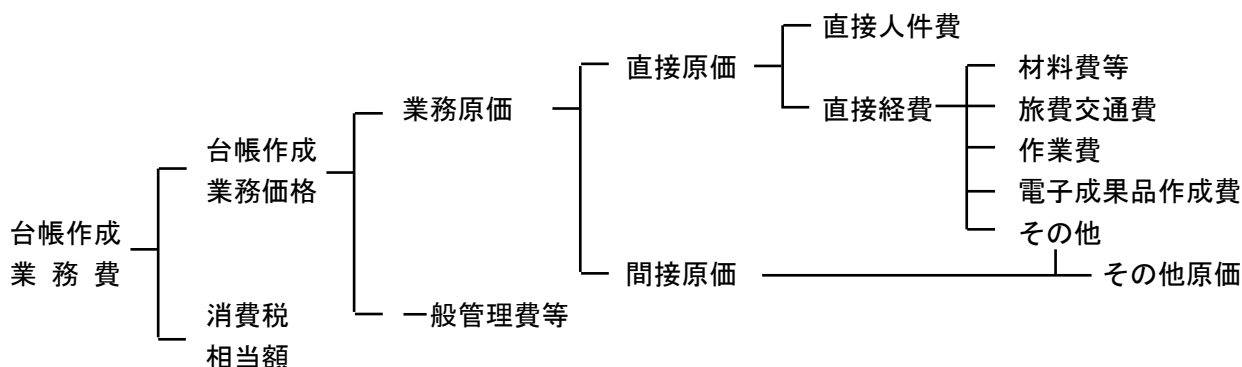 直接人件費
直接原価
材料費等
業務原価
直接経費
旅費交通費
台帳作成
業務価格
作業費
電子成果品作成費
台帳作成
業務費
その他
間接原価
その他原価
消費税
相当額
一般管理費等